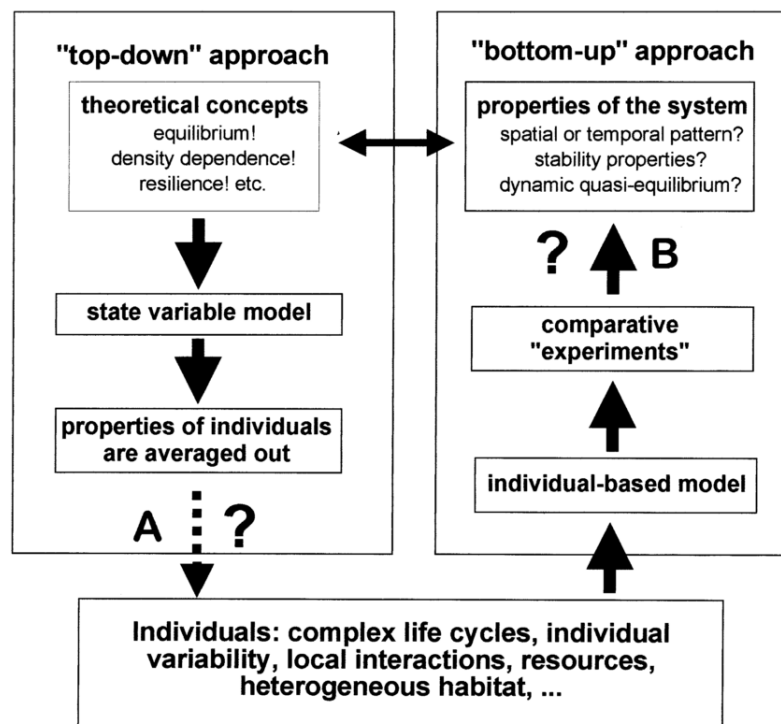 "top-down" approach
theoretical concepts
equilibrium!
density dependence!
resilience! etc.
state variable model
properties of individuals
are averaged out
A
?
"bottom-up" approach
properties of the system
spatial or temporal pattern?
stability properties?
dynamic quasi-equilibrium?
?
B
comparative
"experiments"
individual-based model
Individuals: complex life cycles, individual
variability, local interactions, resources,
heterogeneous habitat, ...